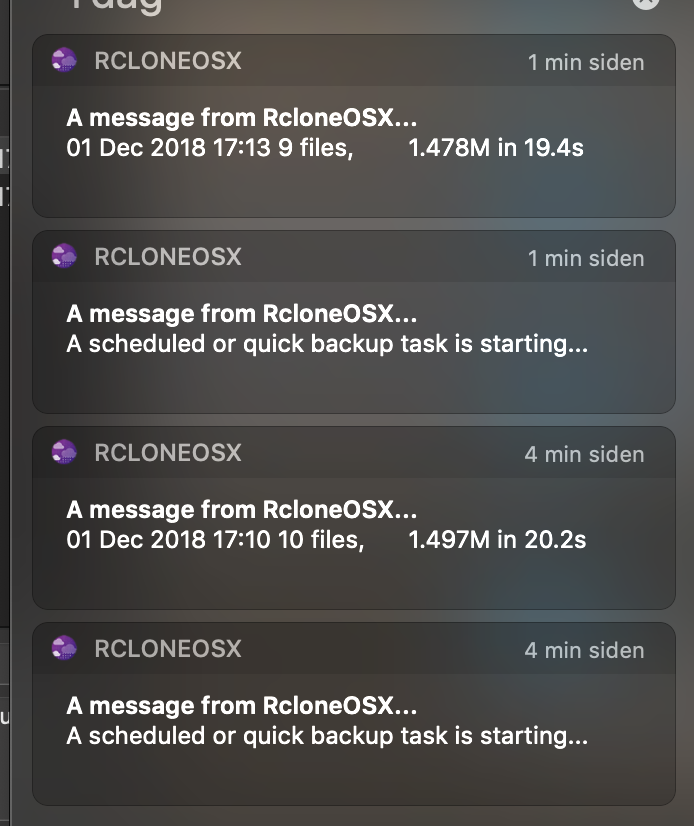 I dag
RCLONEOSX 1 min siden
A message from RcloneOSX...
01 Dec 2018 17:13 9 files, 1.478M in 19.4s
RCLONEOSX 1 min siden
A message from RcloneOSX...
A scheduled or quick backup task is starting...
RCLONEOSX 4 min siden
A message from RcloneOSX...
01 Dec 2018 17:10 10 files, 1.497M in 20.2s
RCLONEOSX 4 min siden
A message from RcloneOSX...
A scheduled or quick backup task is starting...